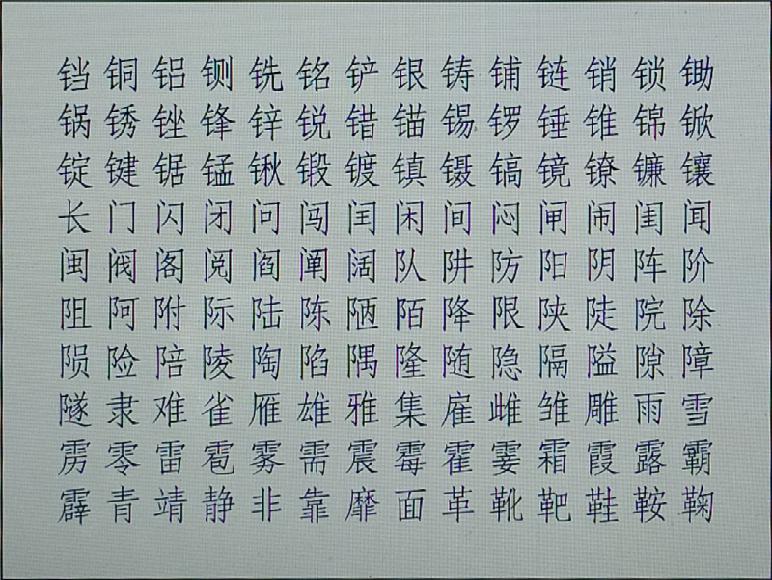 铛铜铝铡铣铭铲银铸铺链销锁锄
锅锈锉锋锌锐错锚锡锣锤锥锦锨
锭键锯锰锹锻镀镇镊镐镜镣镰镶
长门闪闭问闯闰闲间闷闸闹闺闻
闽阀阁阅阎阐阔队阱防阳阴阵阶
阻阿附际陆陈陋陌降限陕陡院除
陨险陪陵陶陷隅隆随隐隔隘隙障
隧隶难雀雁雄雅集雇雌雏雕雨雪
雳零雷雹雾需震霉霍霎霜霞露霸
霹青靖静非靠靡面革靴靶鞋鞍鞠